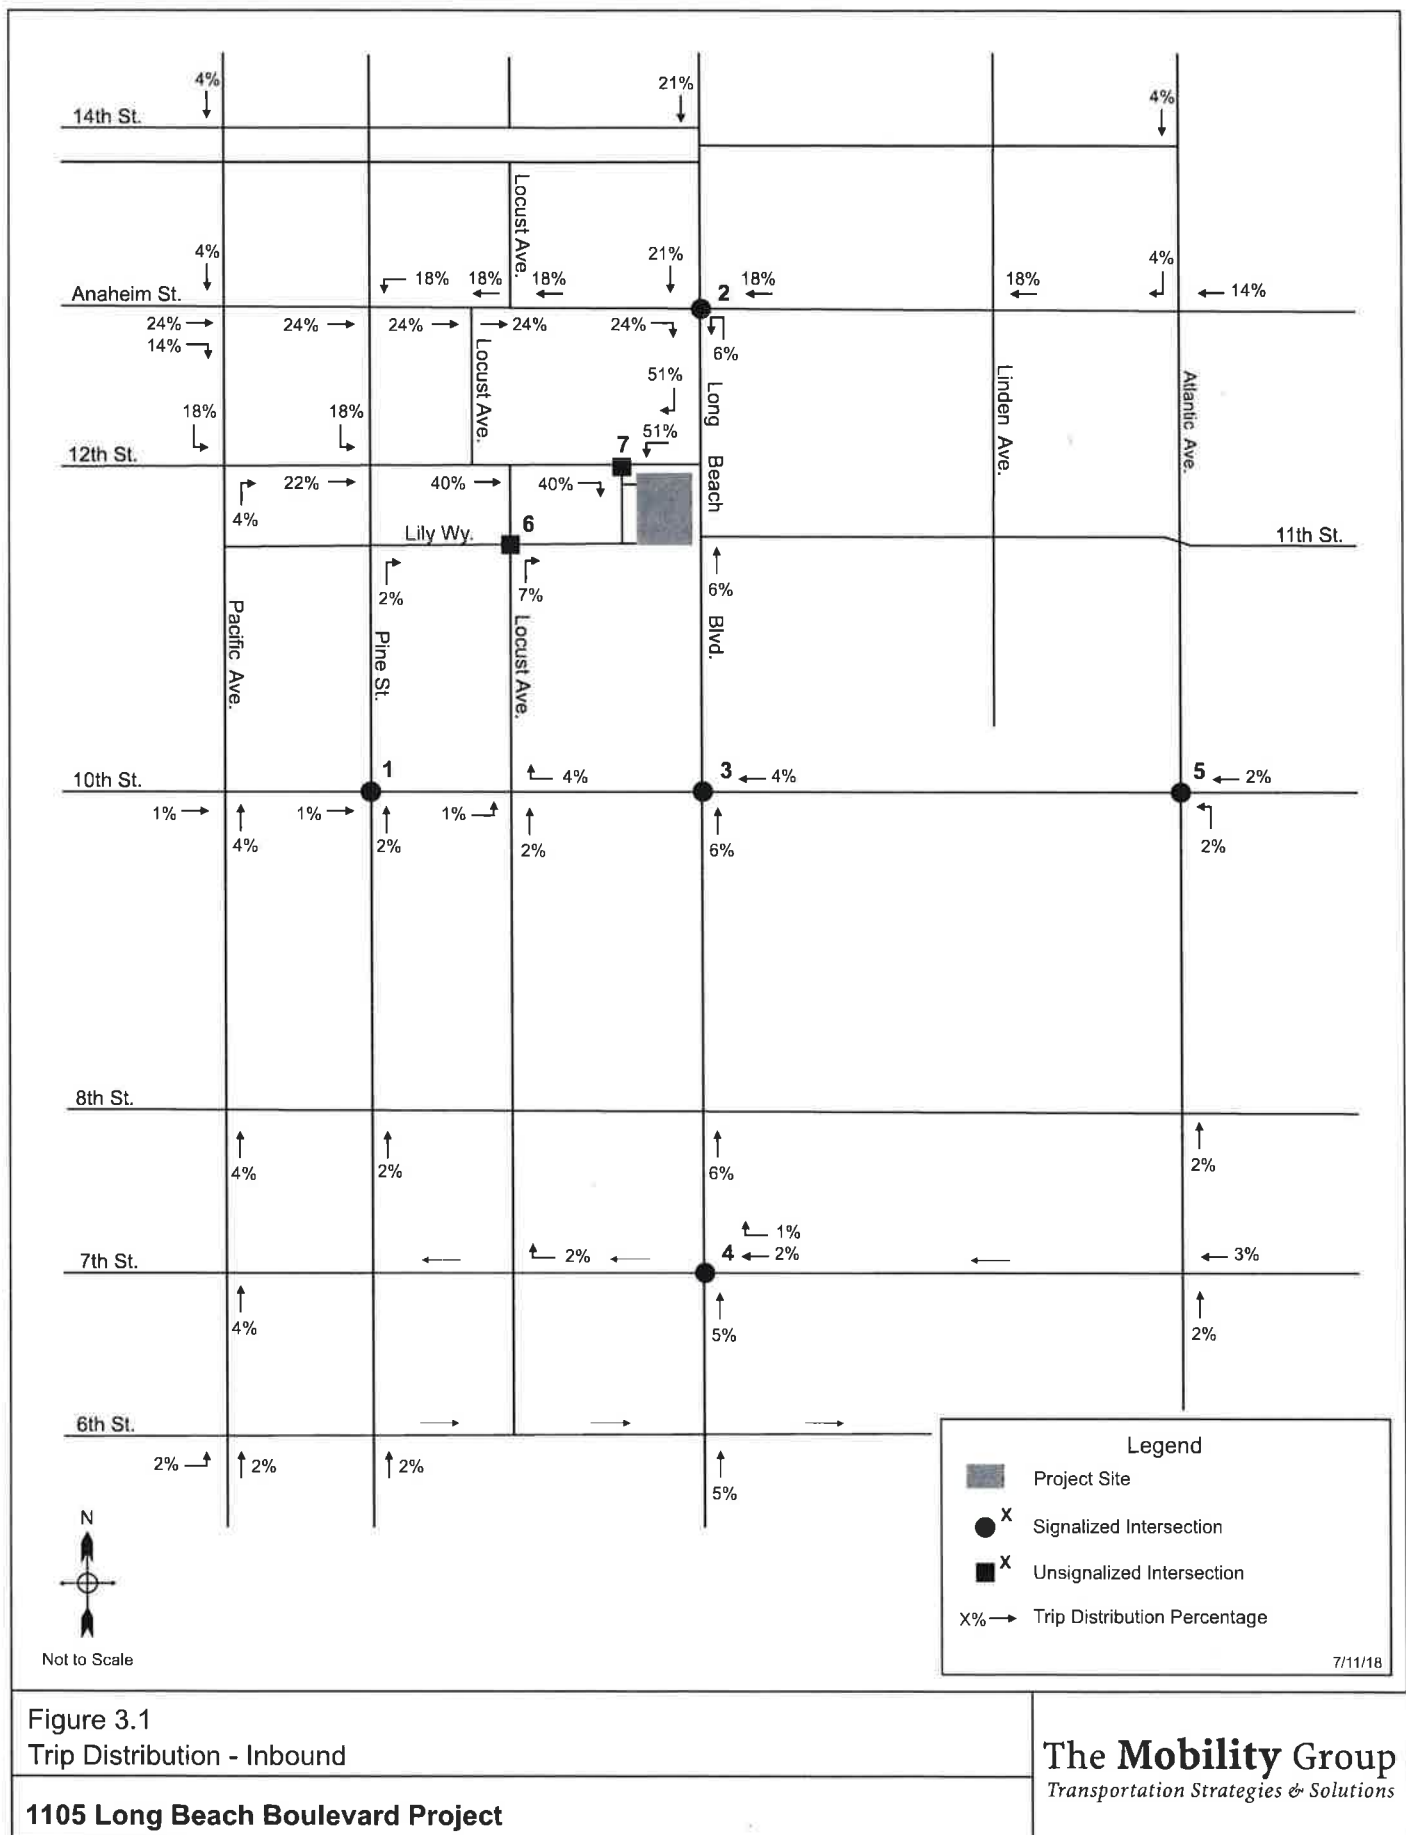 4%
21%
4%
14th St.
Locust Ave.
4%
21%
4%
18%
18%
18%
2
18%
18%
14%
Anaheim St.
24%
24%
24%
24%
24%
14%
6%
Locust Ave.
51%
Long Beach Blvd.
Linden Ave.
Atlantic Ave.
18%
18%
51%
7
12th St.
22%
40%
40%
4%
6
Lily Wy.
11th St.
2%
7%
6%
Pacific Ave.
Pine St.
Locust Ave.
1
3
5
10th St.
4%
4%
2%
1%
1%
1%
4%
2%
2%
6%
2%
8th St.
4%
2%
6%
2%
1%
7th St.
2%
4
2%
3%
4%
5%
2%
6th St.
2%
2%
2%
5%
N
Not to Scale
Legend
Project Site
X
Signalized Intersection
X
Unsignalized Intersection
X%
Trip Distribution Percentage
7/11/18
Figure 3.1
Trip Distribution - Inbound
The Mobility Group
Transportation Strategies & Solutions
1105 Long Beach Boulevard Project